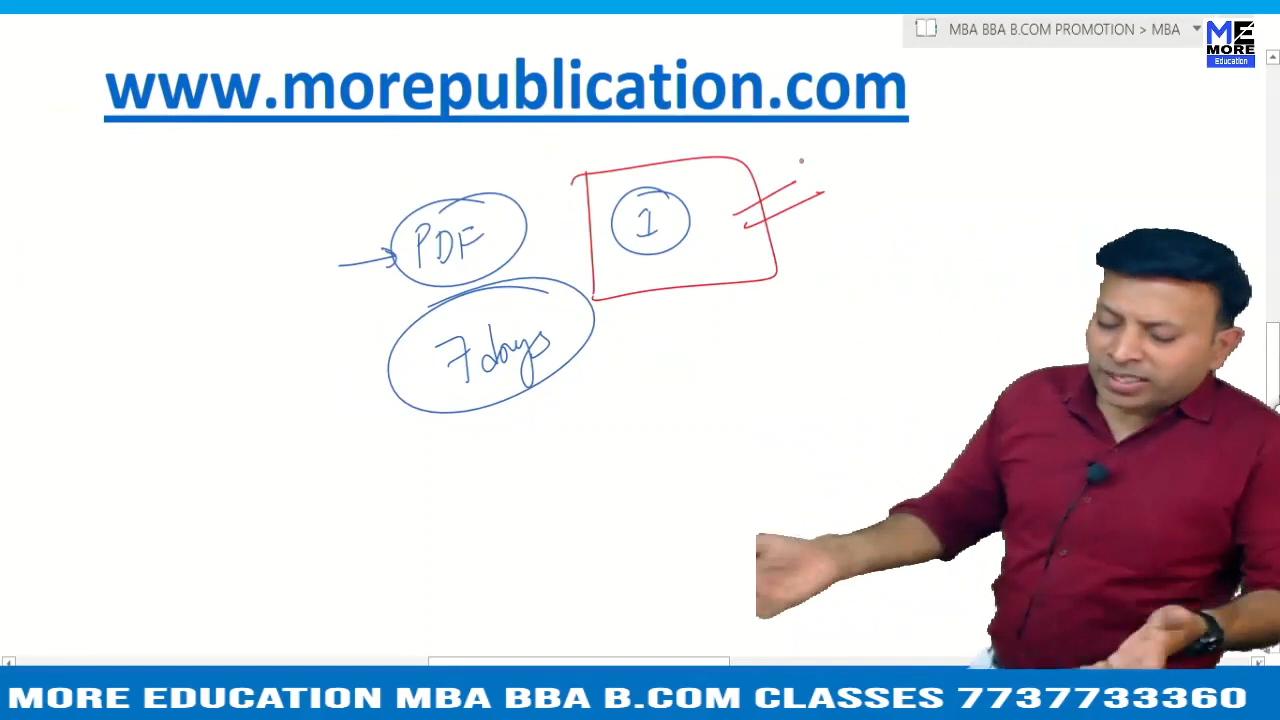 MBA BBA B.COM PROMOTION > MBA
ME
MORE
Education
www.morepublication.com
PDF
1
7 days
MORE EDUCATION MBA BBA B.COM CLASSES 7737733360